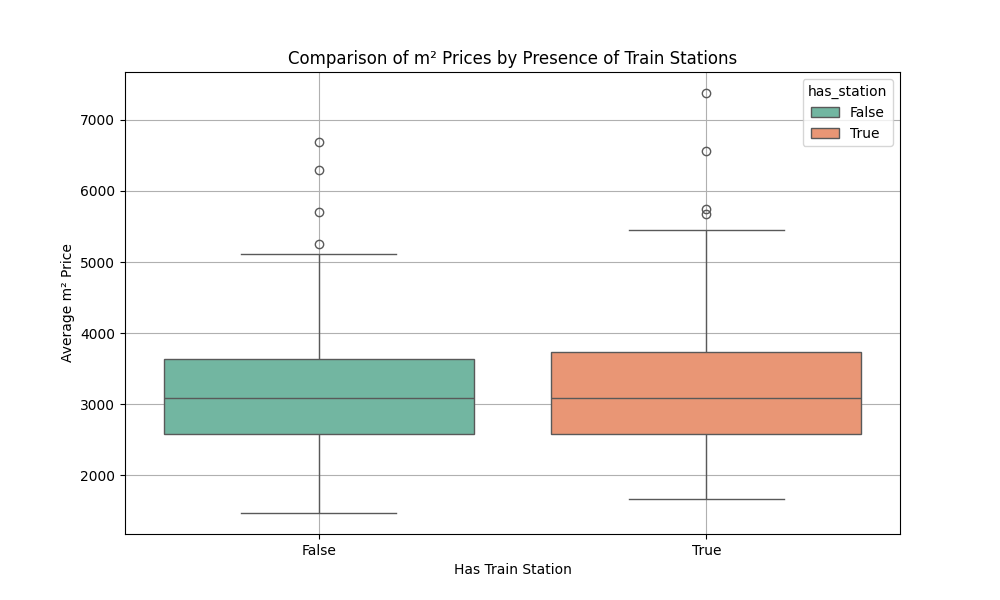 Comparison of m² Prices by Presence of Train Stations
has_station
False
True
7000
6000
5000
4000
3000
2000
Average m² Price
False
True
Has Train Station